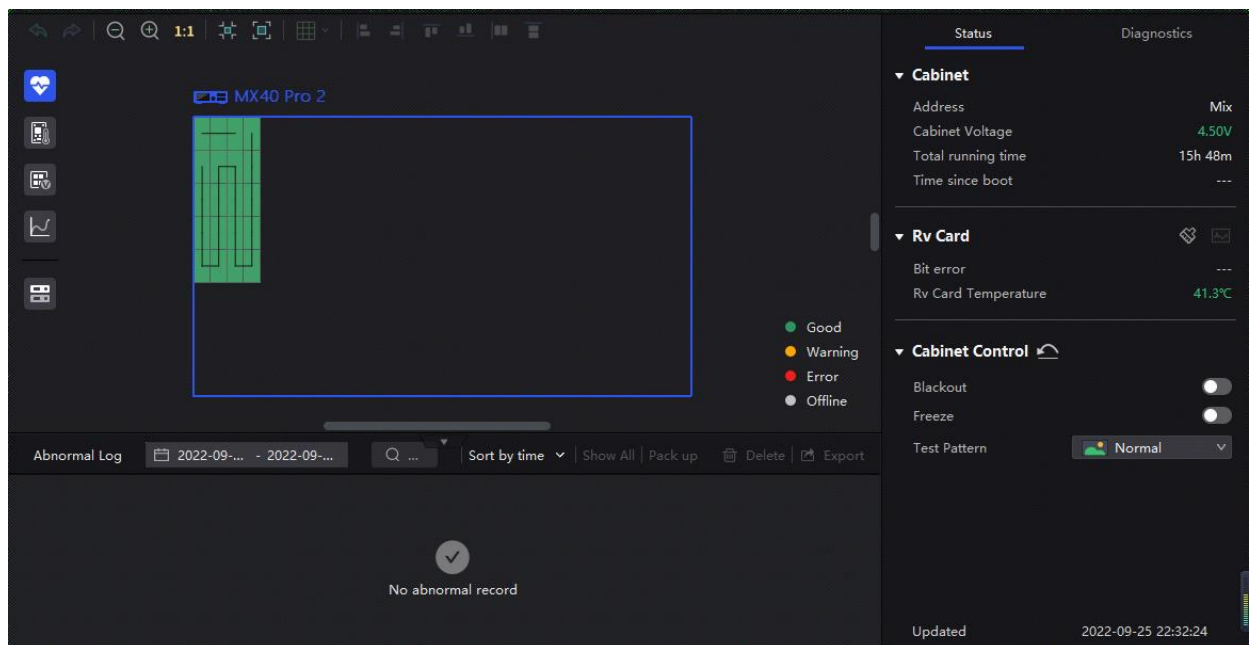 1:1
Status
Diagnostics
MX40 Pro 2
Cabinet
Address Mix
Cabinet Voltage 4.50V
Total running time 15h 48m
Time since boot ---
Rv Card
Bit error ---
Rv Card Temperature 41.3℃
Good
Warning
Error
Offline
Cabinet Control
Blackout
Freeze
Test Pattern Normal
Abnormal Log 2022-09-... - 2022-09-... ... Sort by time Show All Pack up Delete Export
No abnormal record
Updated 2022-09-25 22:32:24